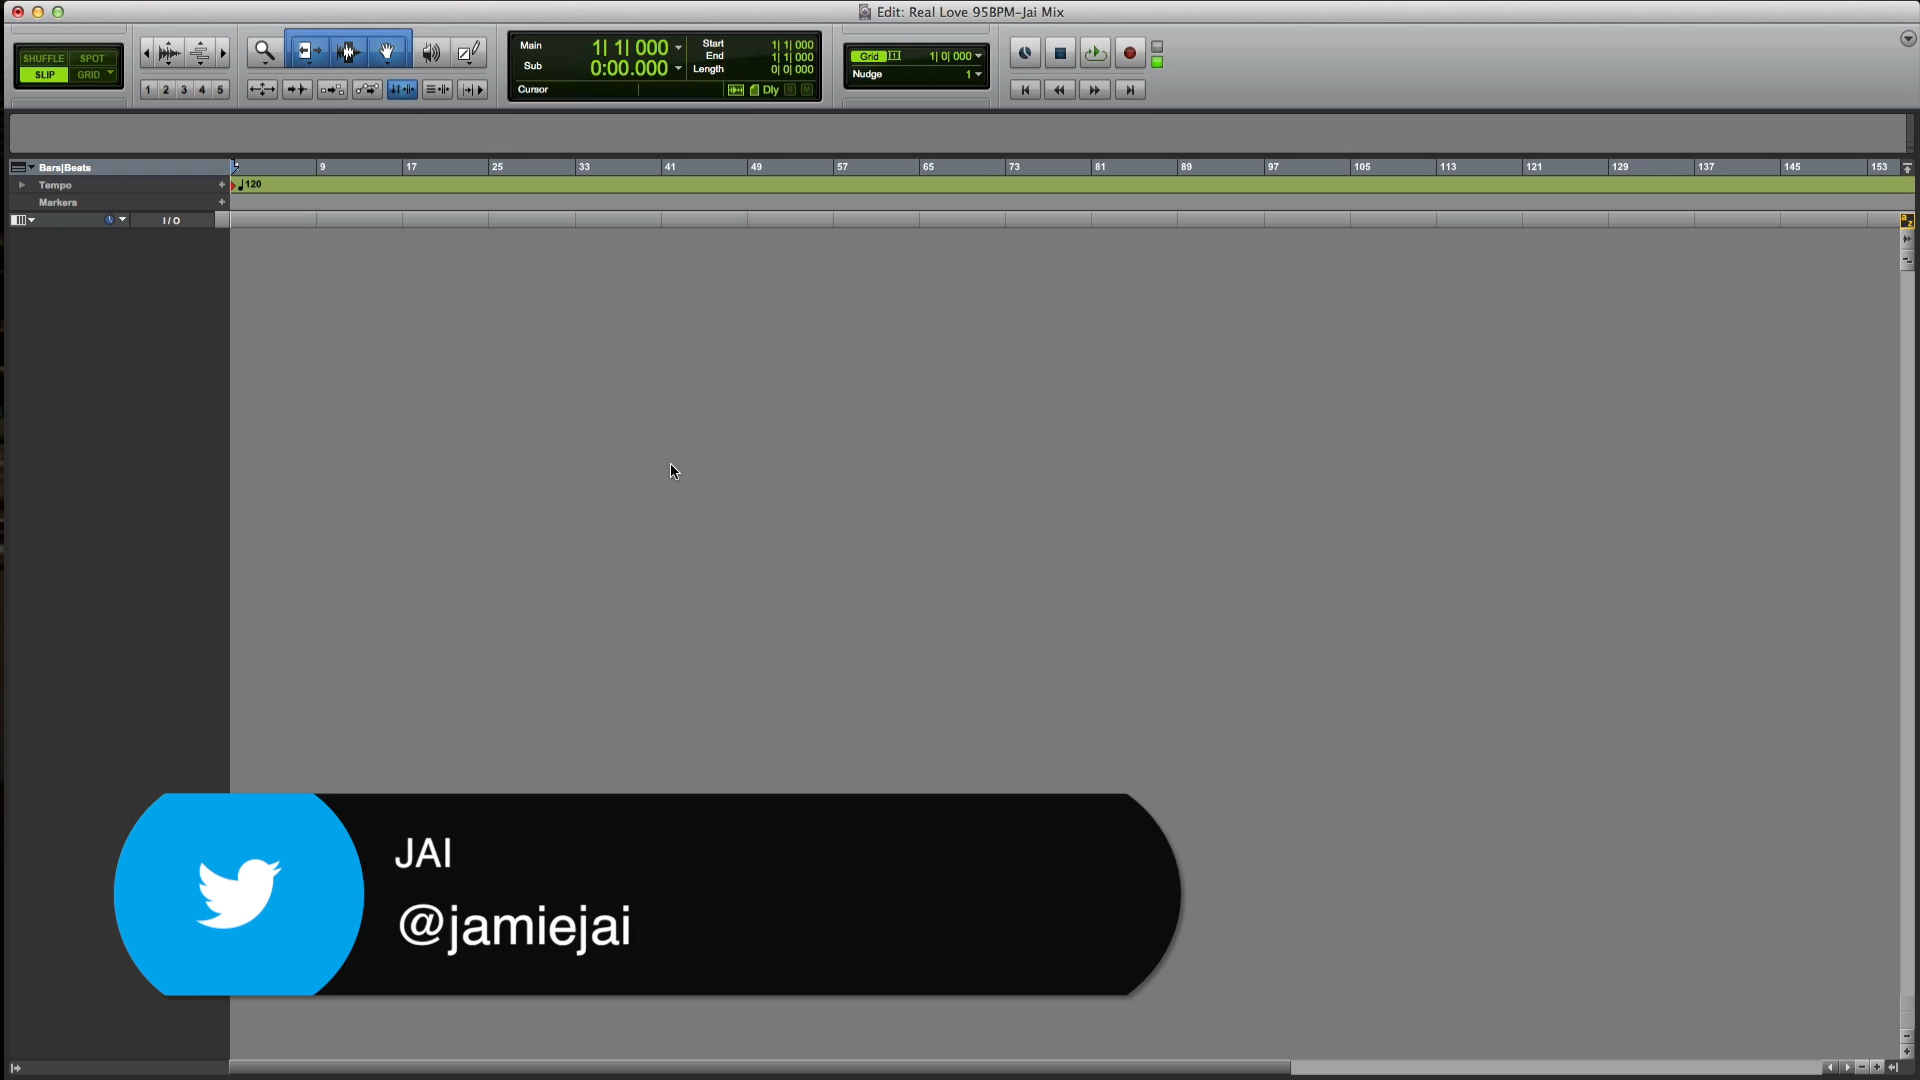 Edit: Real Love 95BPM-Jai Mix
SHUFFLE SPOT
SLIP GRID
1 2 3 4 5
Main 1| 1| 000
Sub 0:00.000
Cursor
Start 1| 1| 000
End 1| 1| 000
Length 0| 0| 000
Dly S M
Grid 1| 0| 000
Nudge 1
Bars|Beats 9 17 25 33 41 49 57 65 73 81 89 97 105 113 121 129 137 145 153
Tempo + 120
Markers +
I/O
a z
JAI
@jamiejai